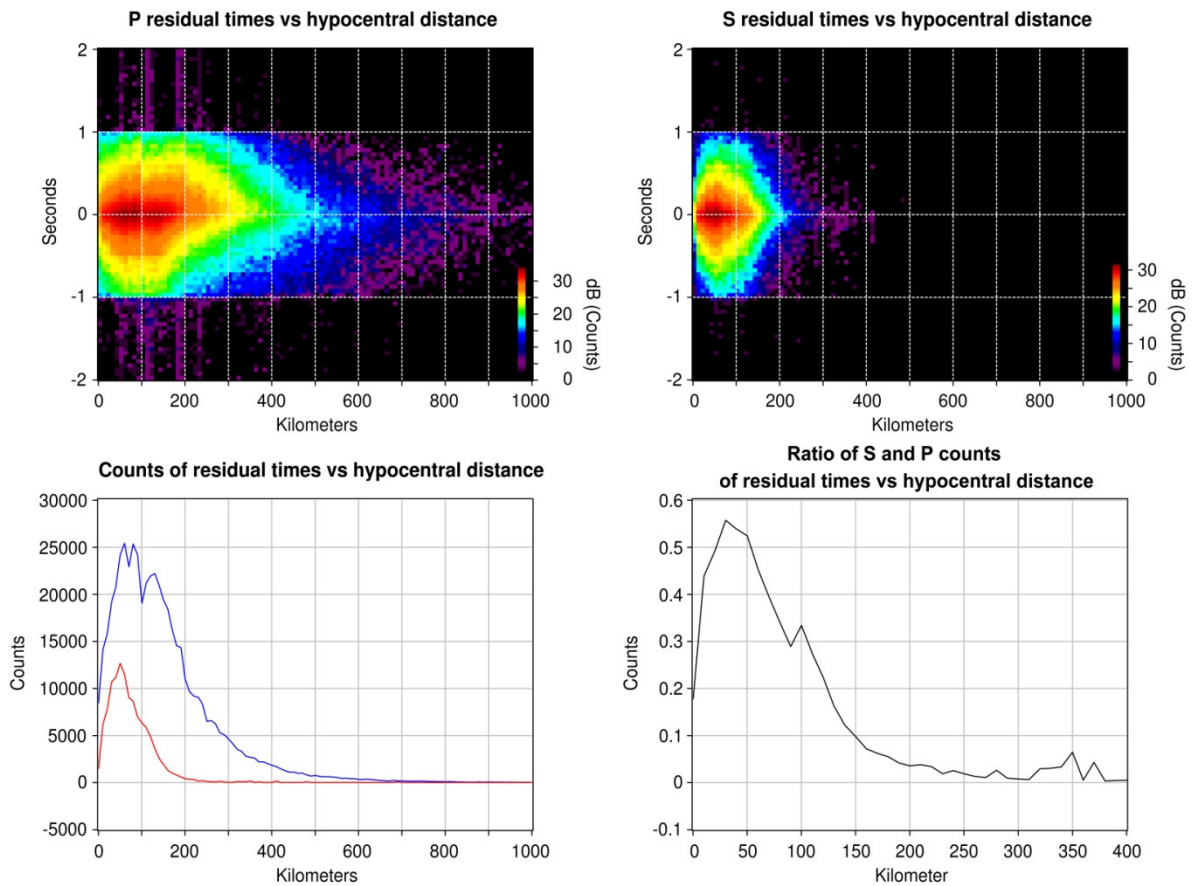 P residual times vs hypocentral distance
2
1
0
-1
-2
Seconds
0 200 400 600 800 1000
Kilometers
30
20
10
0
dB (Counts)
S residual times vs hypocentral distance
2
1
0
-1
-2
Seconds
0 200 400 600 800 1000
Kilometers
30
20
10
0
dB (Counts)
Counts of residual times vs hypocentral distance
30000
25000
20000
15000
10000
5000
0
-5000
Counts
0 200 400 600 800 1000
Kilometers
Ratio of S and P counts
of residual times vs hypocentral distance
0.6
0.5
0.4
0.3
0.2
0.1
0
-0.1
Counts
0 50 100 150 200 250 300 350 400
Kilometer